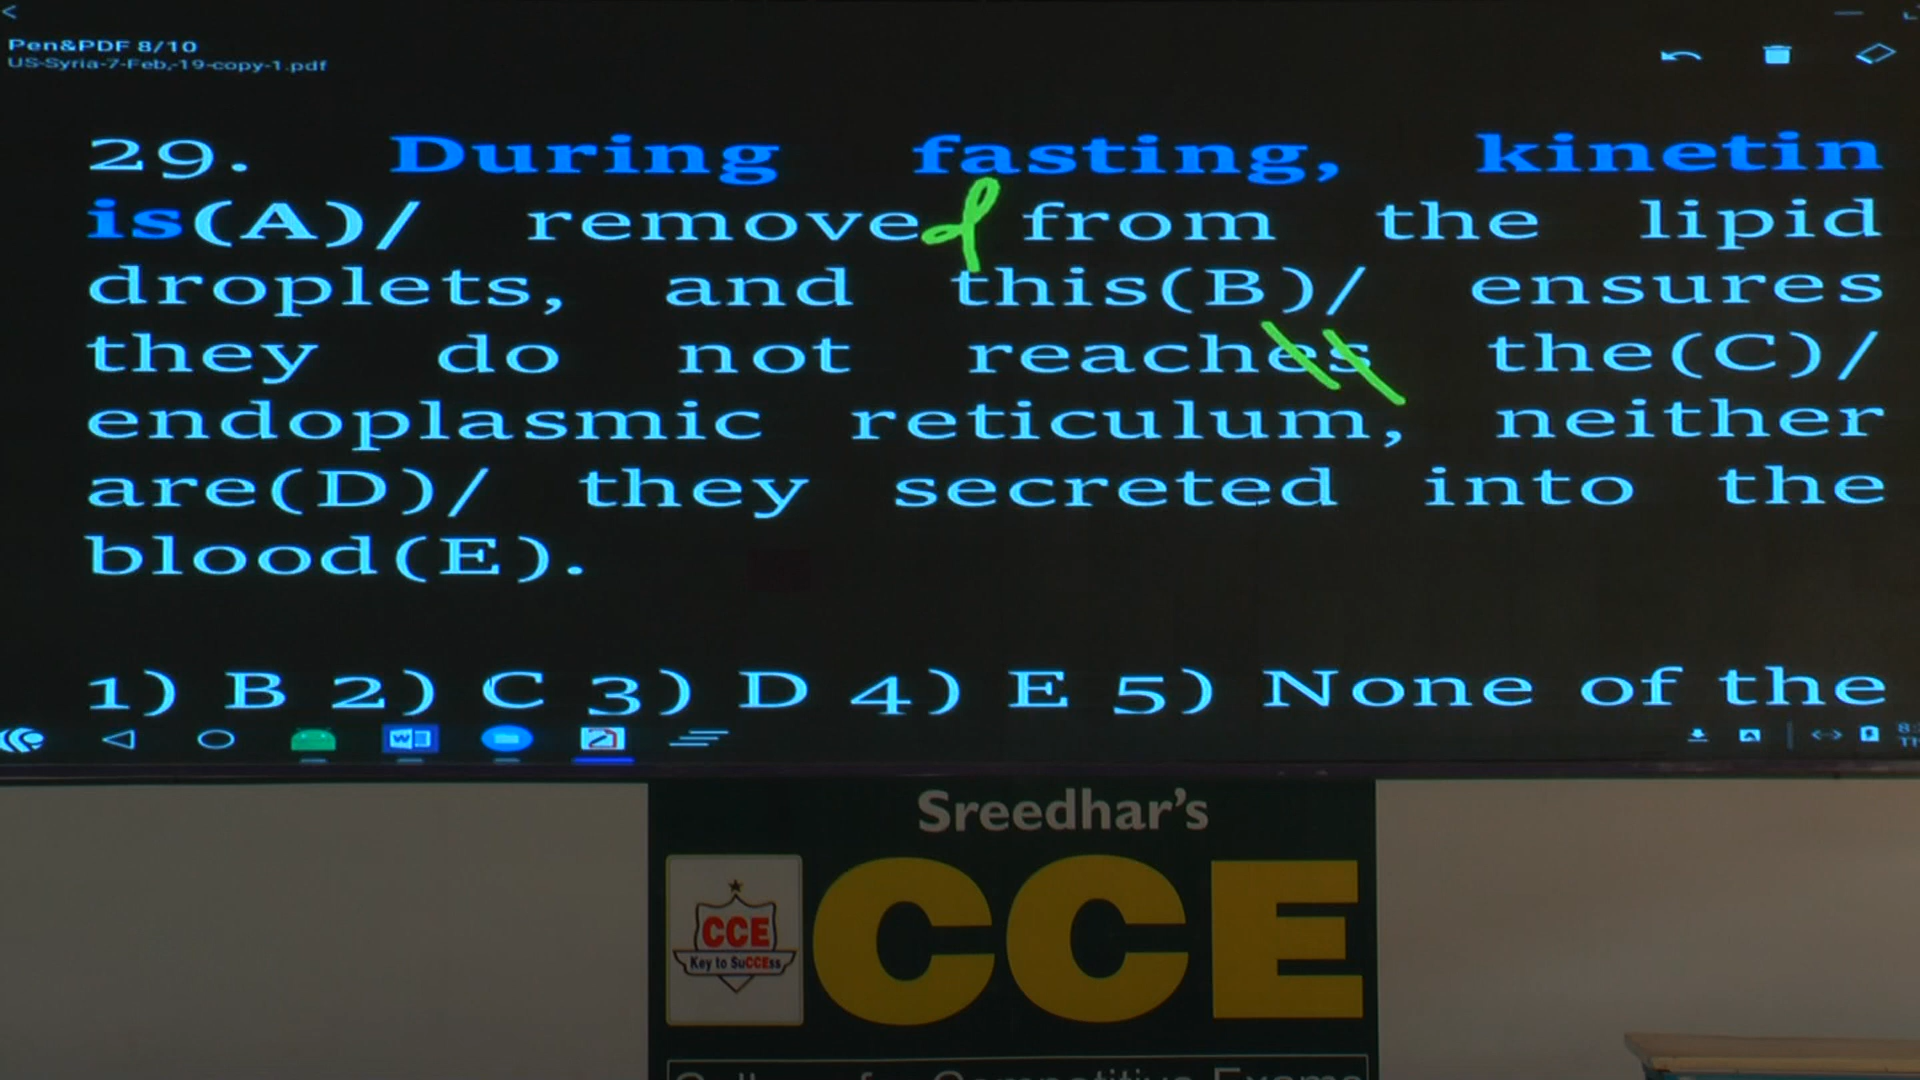 Pen&PDF 8/10
US-Syria-7-Feb,-19-copy-1.pdf
29. During fasting, kinetin
is(A)/ removed from the lipid
droplets, and this(B)/ ensures
they do not reaches the(C)/
endoplasmic reticulum, neither
are(D)/ they secreted into the
blood(E).
1) B 2) C 3) D 4) E 5) None of the
Sreedhar's
CCE
CCE
Key to SuCCEss